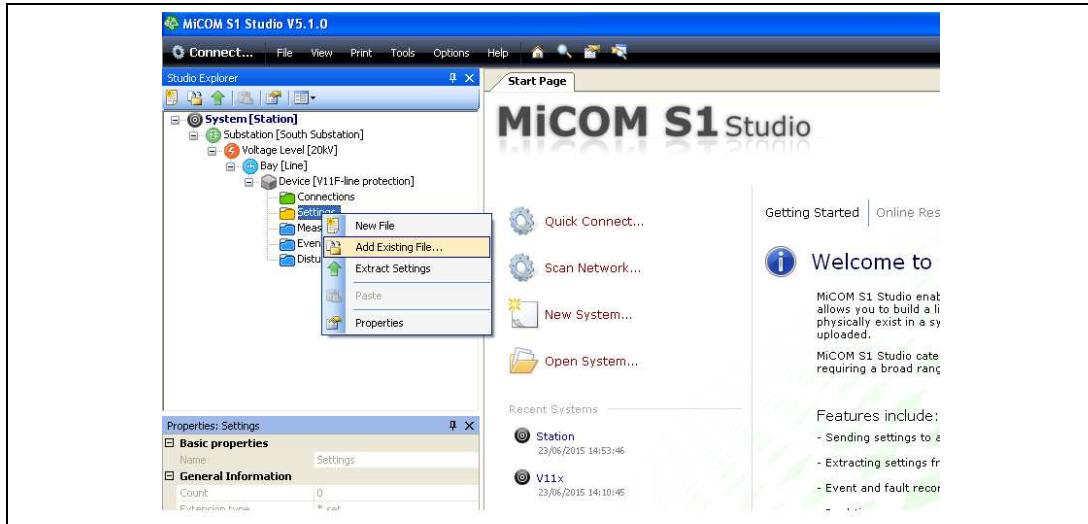 MiCOM S1 Studio V5.1.0
Connect... File View Print Tools Options Help
Studio Explorer
System [Station]
Substation [South Substation]
Voltage Level [20kV]
Bay [Line]
Device [V11F-line protection]
Connections
Settings
Meas
Even
Distu
New File
Add Existing File...
Extract Settings
Paste
Properties
Properties: Settings
Basic properties
Name Settings
General Information
Count 0
Extension type *.set
Start Page
MiCOM S1 Studio
Quick Connect...
Scan Network...
New System...
Open System...
Recent Systems
Station
23/06/2015 14:53:46
V11x
23/06/2015 14:10:45
Getting Started Online Res
Welcome to
MiCOM S1 Studio enab
allows you to build a li
physically exist in a sy
uploaded.
MiCOM S1 Studio cate
requiring a broad rang
Features include:
- Sending settings to a
- Extracting settings fr
- Event and fault recor